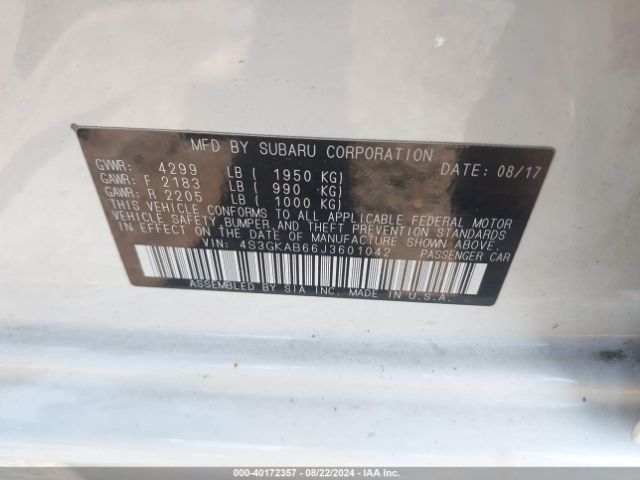 MFD BY SUBARU CORPORATION DATE: 08/17
GVWR: 4299 LB ( 1950 KG)
GAWR: F 2183 LB ( 990 KG)
GAWR: R 2205 LB ( 1000 KG)
THIS VEHICLE CONFORMS TO ALL APPLICABLE FEDERAL MOTOR
VEHICLE SAFETY, BUMPER, AND THEFT PREVENTION STANDARDS
IN EFFECT ON THE DATE OF MANUFACTURE SHOWN ABOVE.
VIN: 4S3GKAB66J3601042 PASSENGER CAR
ASSEMBLED BY SIA INC. MADE IN U.S.A.
000-40172357 - 08/22/2024 - IAA Inc.